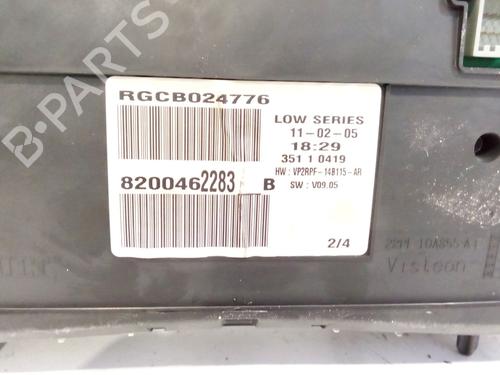 RGCB024776
LOW SERIES
11-02-05
18:29
351 1 0419
HW : VP2RPF-14B115-AR
SW : V09.05
8200462283 B
2/4
Visteon
B-PARTS